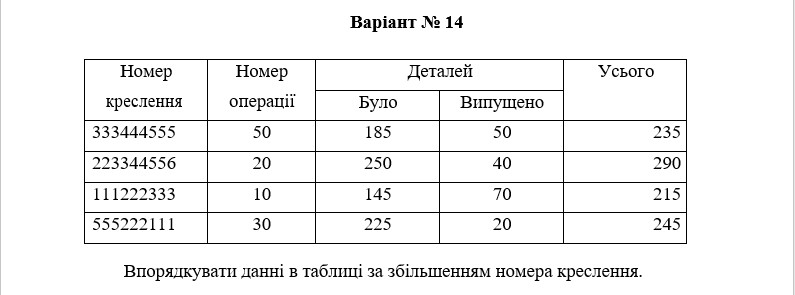 Варіант № 14
Номер креслення Номер операції Деталей Усього
Було Випущено
333444555 50 185 50 235
223344556 20 250 40 290
111222333 10 145 70 215
555222111 30 225 20 245
Впорядкувати данні в таблиці за збільшенням номера креслення.